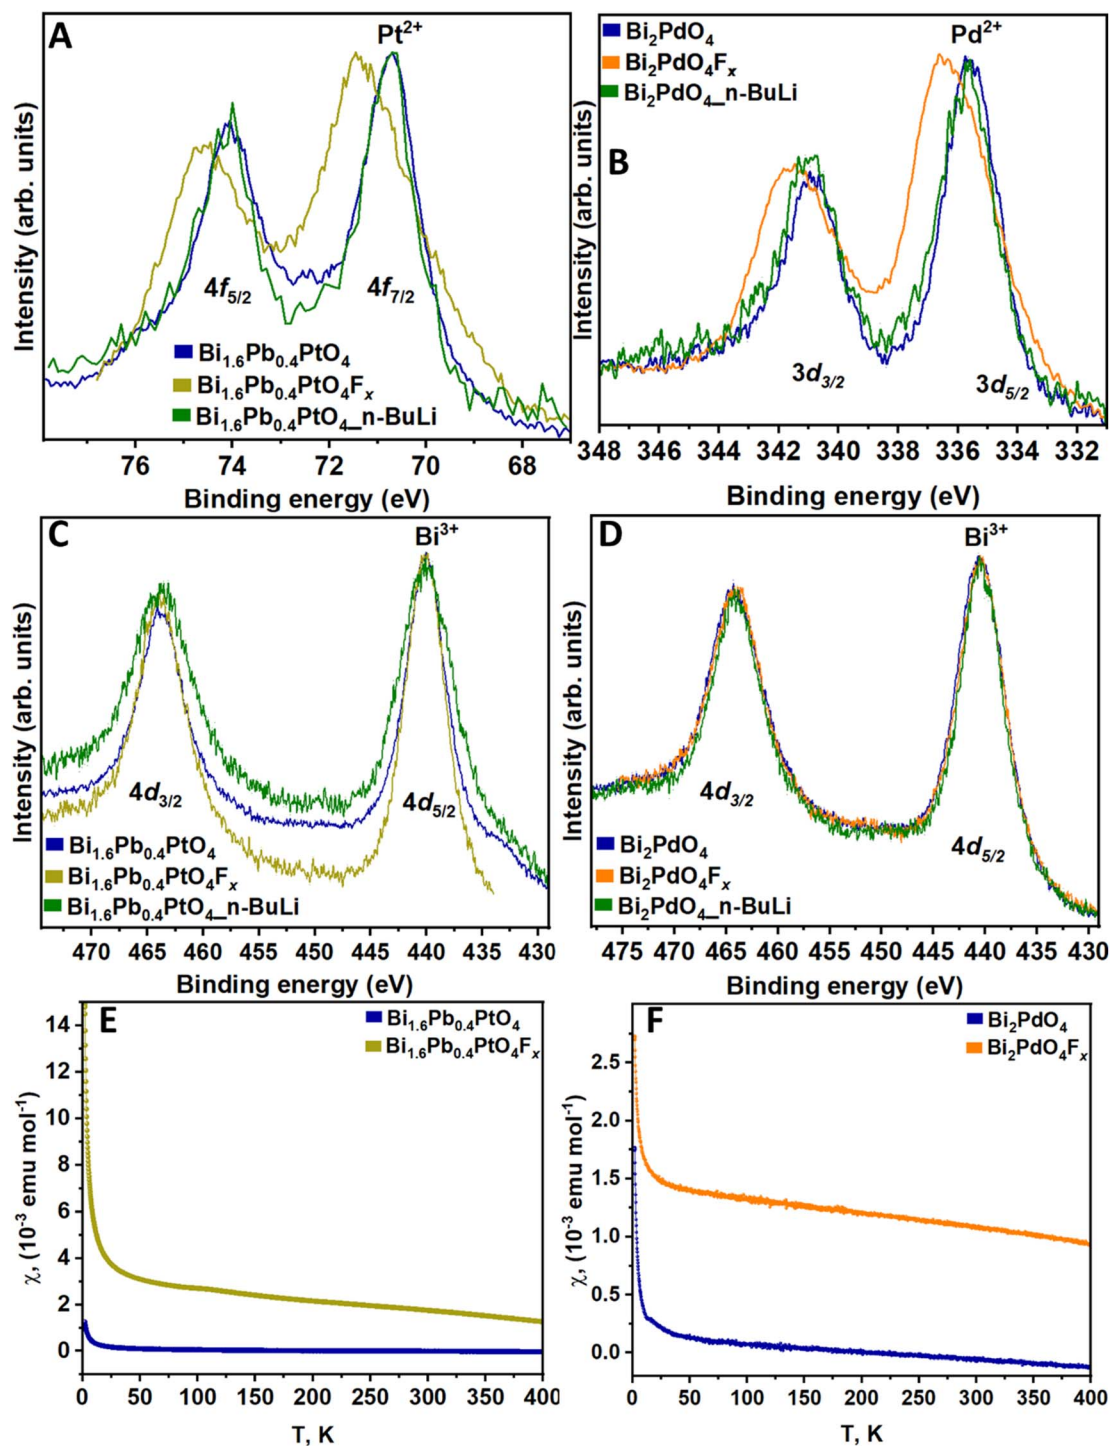 A
Pt²⁺
Intensity (arb. units)
4f₅/₂
4f₇/₂
Bi₁.₆Pb₀.₄PtO₄
Bi₁.₆Pb₀.₄PtO₄Fₓ
Bi₁.₆Pb₀.₄PtO₄_n-BuLi
76 74 72 70 68
Binding energy (eV)
Bi₂PdO₄
Bi₂PdO₄Fₓ
Bi₂PdO₄_n-BuLi
Pd²⁺
B
Intensity (arb. units)
3d₃/₂
3d₅/₂
348 346 344 342 340 338 336 334 332
Binding energy (eV)
C
Bi³⁺
Intensity (arb. units)
4d₃/₂
4d₅/₂
Bi₁.₆Pb₀.₄PtO₄
Bi₁.₆Pb₀.₄PtO₄Fₓ
Bi₁.₆Pb₀.₄PtO₄_n-BuLi
470 465 460 455 450 445 440 435 430
Binding energy (eV)
D
Bi³⁺
Intensity (arb. units)
4d₃/₂
4d₅/₂
Bi₂PdO₄
Bi₂PdO₄Fₓ
Bi₂PdO₄_n-BuLi
475 470 465 460 455 450 445 440 435 430
Binding energy (eV)
E
Bi₁.₆Pb₀.₄PtO₄
Bi₁.₆Pb₀.₄PtO₄Fₓ
χ, (10⁻³ emu mol⁻¹)
14
12
10
8
6
4
2
0
0 50 100 150 200 250 300 350 400
T, K
F
Bi₂PdO₄
Bi₂PdO₄Fₓ
χ, (10⁻³ emu mol⁻¹)
2.5
2.0
1.5
1.0
0.5
0.0
0 50 100 150 200 250 300 350 400
T, K